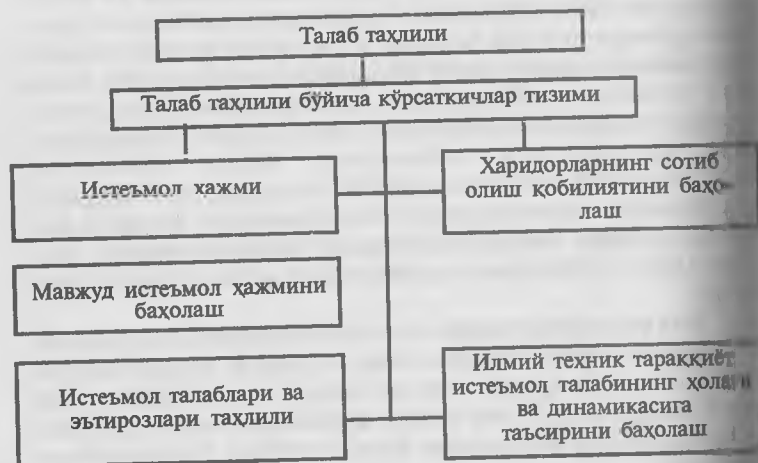 Талаб таҳлили
Талаб таҳлили бўйича кўрсаткичлар тизими
Истеъмол ҳажми
Харидорларнинг сотиб
олиш қобилиятини баҳо-
лаш
Мавжуд истеъмол ҳажмини
баҳолаш
Истеъмол талаблари ва
эътирозлари таҳлили
Илмий техник тараққиёт
истеъмол талабининг
ва динамикасига
таъсирини баҳолаш